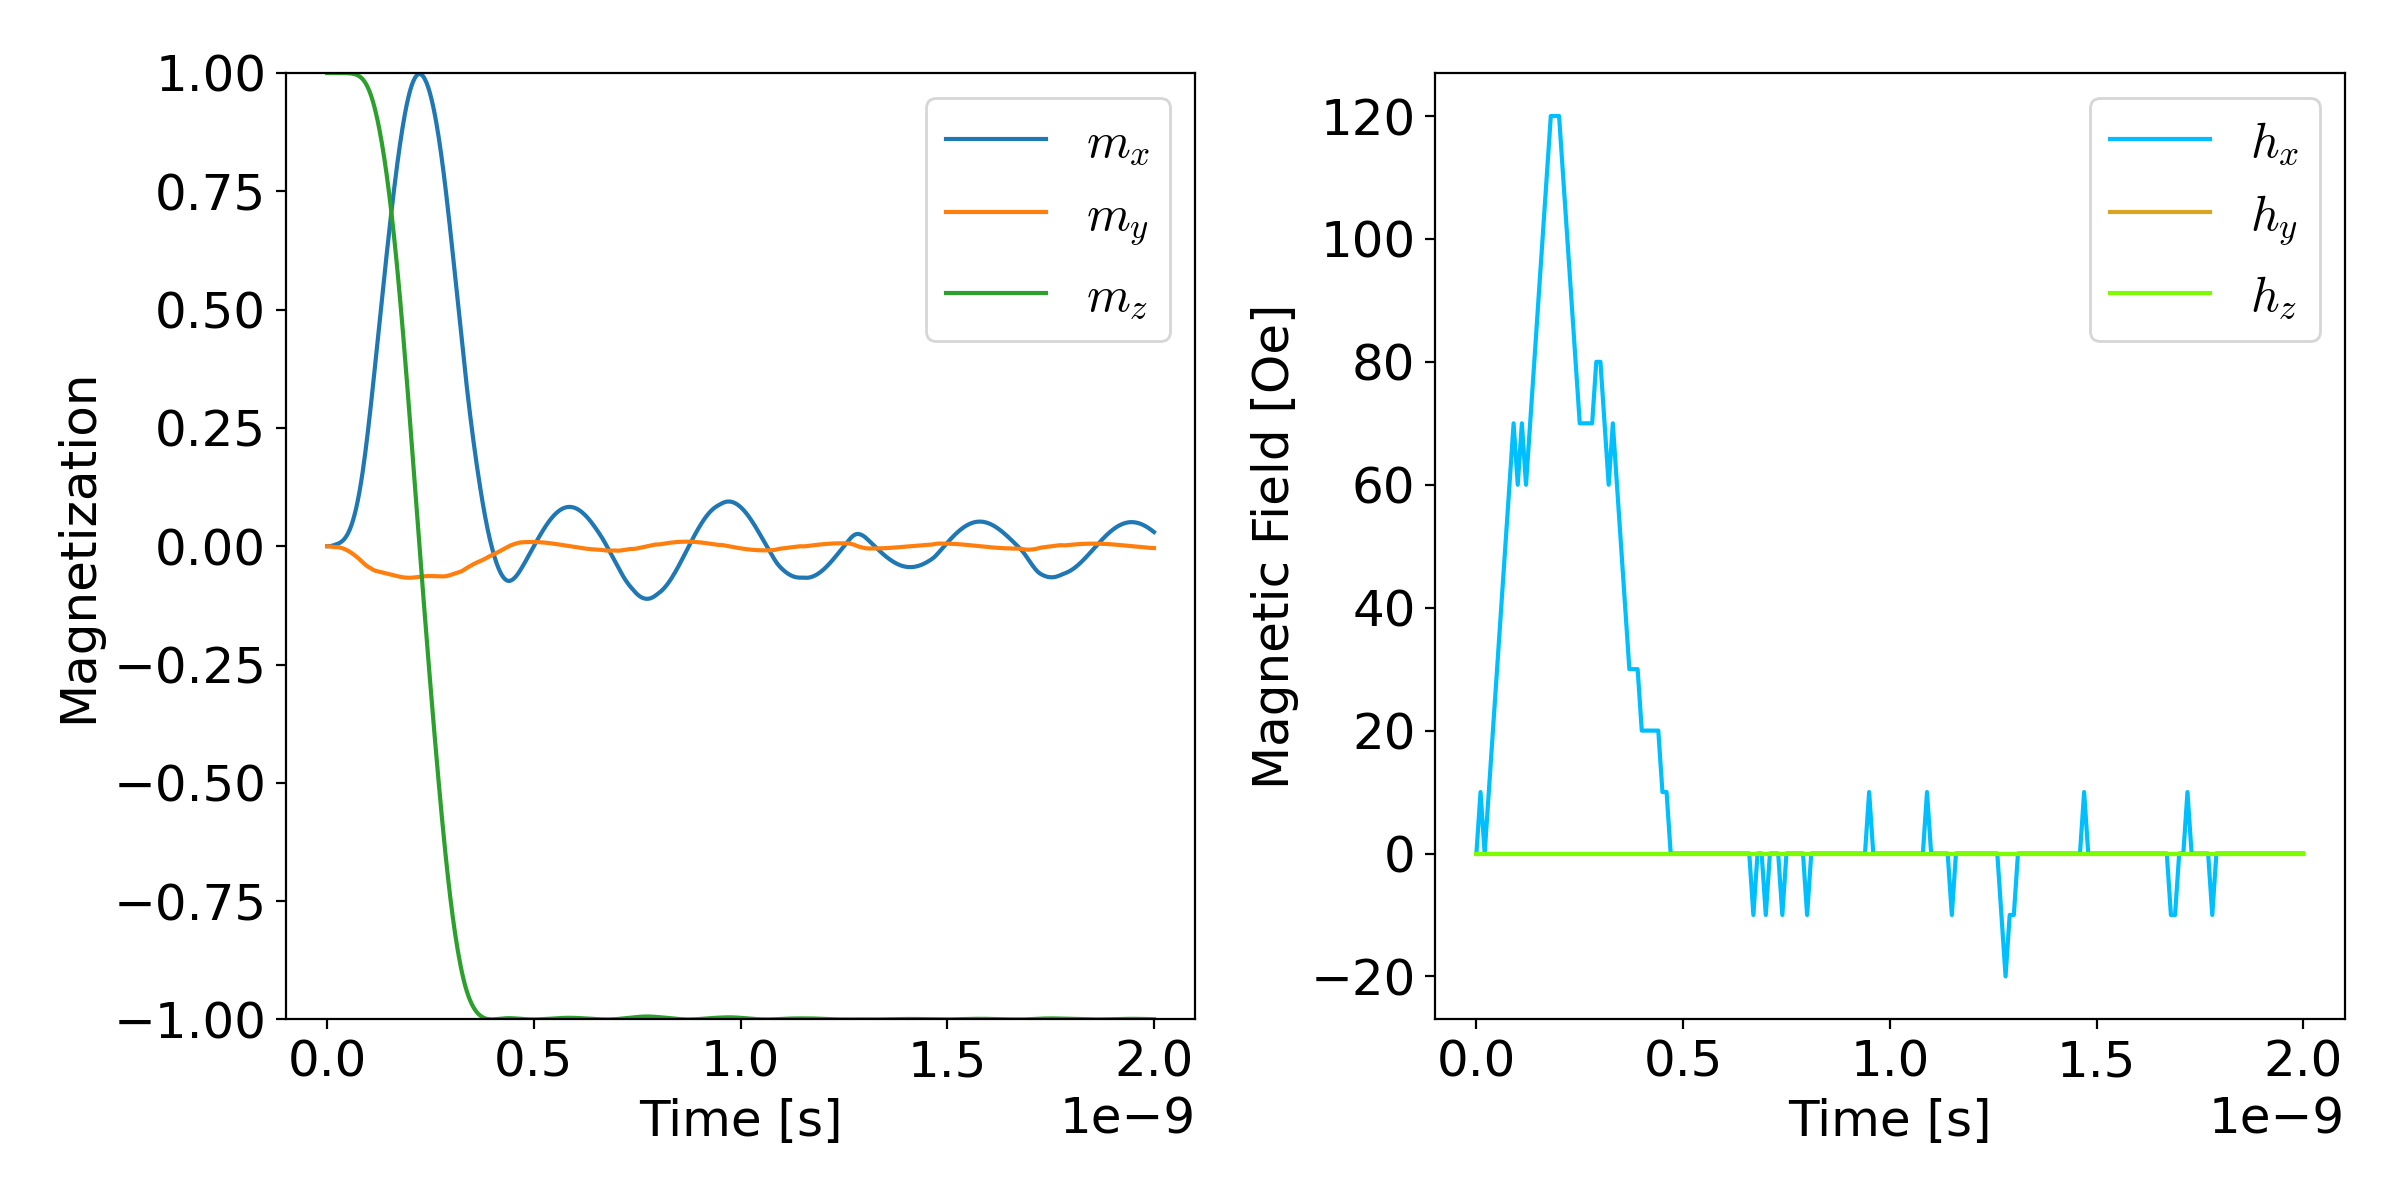 Magnetization
1.00
0.75
0.50
0.25
0.00
−0.25
−0.50
−0.75
−1.00
0.0 0.5 1.0 1.5 2.0
Time [s]
1e−9
m_x
m_y
m_z
Magnetic Field [Oe]
120
100
80
60
40
20
0
−20
0.0 0.5 1.0 1.5 2.0
Time [s]
1e−9
h_x
h_y
h_z